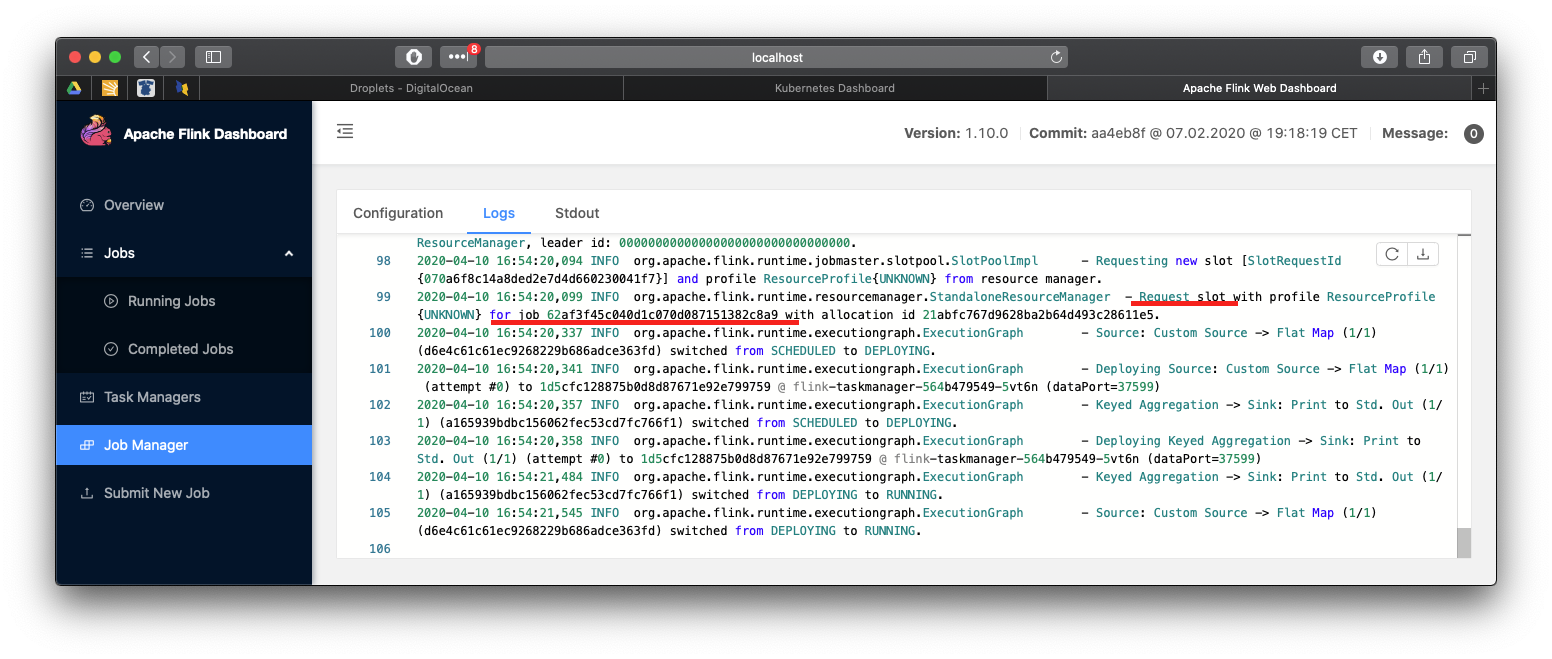 8
localhost
Droplets - DigitalOcean
Kubernetes Dashboard
Apache Flink Web Dashboard
Apache Flink Dashboard
Version: 1.10.0
Commit: aa4eb8f @ 07.02.2020 @ 19:18:19 CET
Message: 0
Overview
Jobs
Running Jobs
Completed Jobs
Task Managers
Job Manager
Submit New Job
Configuration
Logs
Stdout
ResourceManager, leader id: 00000000000000000000000000000000.
98 2020-04-10 16:54:20,094 INFO org.apache.flink.runtime.jobmaster.slotpool.SlotPoolImpl - Requesting new slot [SlotRequestId
{070a6f8c14a8ded2e7d4d660230041f7}] and profile ResourceProfile{UNKNOWN} from resource manager.
99 2020-04-10 16:54:20,099 INFO org.apache.flink.runtime.resourcemanager.StandaloneResourceManager - Request slot with profile ResourceProfile
{UNKNOWN} for job 62af3f45c040d1c070d087151382c8a9 with allocation id 21abfc767d9628ba2b64d493c28611e5.
100 2020-04-10 16:54:20,337 INFO org.apache.flink.runtime.executiongraph.ExecutionGraph - Source: Custom Source -> Flat Map (1/1)
(d6e4c61c61ec9268229b686adce363fd) switched from SCHEDULED to DEPLOYING.
101 2020-04-10 16:54:20,341 INFO org.apache.flink.runtime.executiongraph.ExecutionGraph - Deploying Source: Custom Source -> Flat Map (1/1)
(attempt #0) to 1d5cfc128875b0d8d87671e92e799759 @ flink-taskmanager-564b479549-5vt6n (dataPort=37599)
102 2020-04-10 16:54:20,357 INFO org.apache.flink.runtime.executiongraph.ExecutionGraph - Keyed Aggregation -> Sink: Print to Std. Out (1/
1) (a165939bdbc156062fec53cd7fc766f1) switched from SCHEDULED to DEPLOYING.
103 2020-04-10 16:54:20,358 INFO org.apache.flink.runtime.executiongraph.ExecutionGraph - Deploying Keyed Aggregation -> Sink: Print to
Std. Out (1/1) (attempt #0) to 1d5cfc128875b0d8d87671e92e799759 @ flink-taskmanager-564b479549-5vt6n (dataPort=37599)
104 2020-04-10 16:54:21,484 INFO org.apache.flink.runtime.executiongraph.ExecutionGraph - Keyed Aggregation -> Sink: Print to Std. Out (1/
1) (a165939bdbc156062fec53cd7fc766f1) switched from DEPLOYING to RUNNING.
105 2020-04-10 16:54:21,545 INFO org.apache.flink.runtime.executiongraph.ExecutionGraph - Source: Custom Source -> Flat Map (1/1)
(d6e4c61c61ec9268229b686adce363fd) switched from DEPLOYING to RUNNING.
106